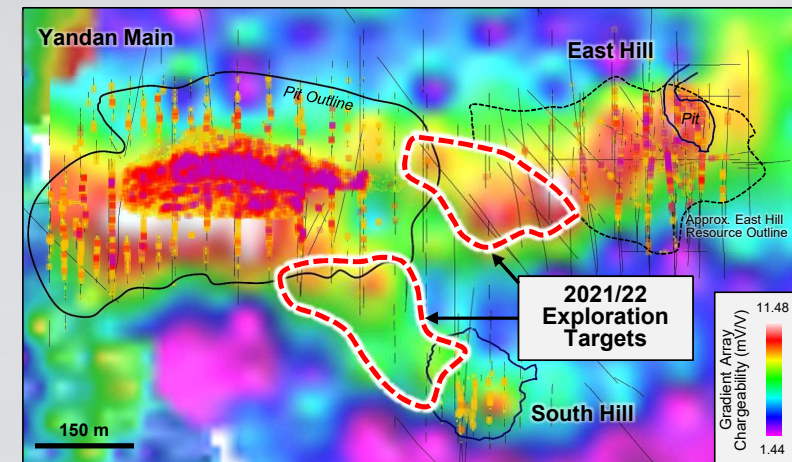 Yandan Main
East Hill
Pit Outline
Pit
Approx. East Hill
Resource Outline
2021/22
Exploration
Targets
South Hill
150 m
Gradient Array
Chargeability (mV/V)
11.48
1.44